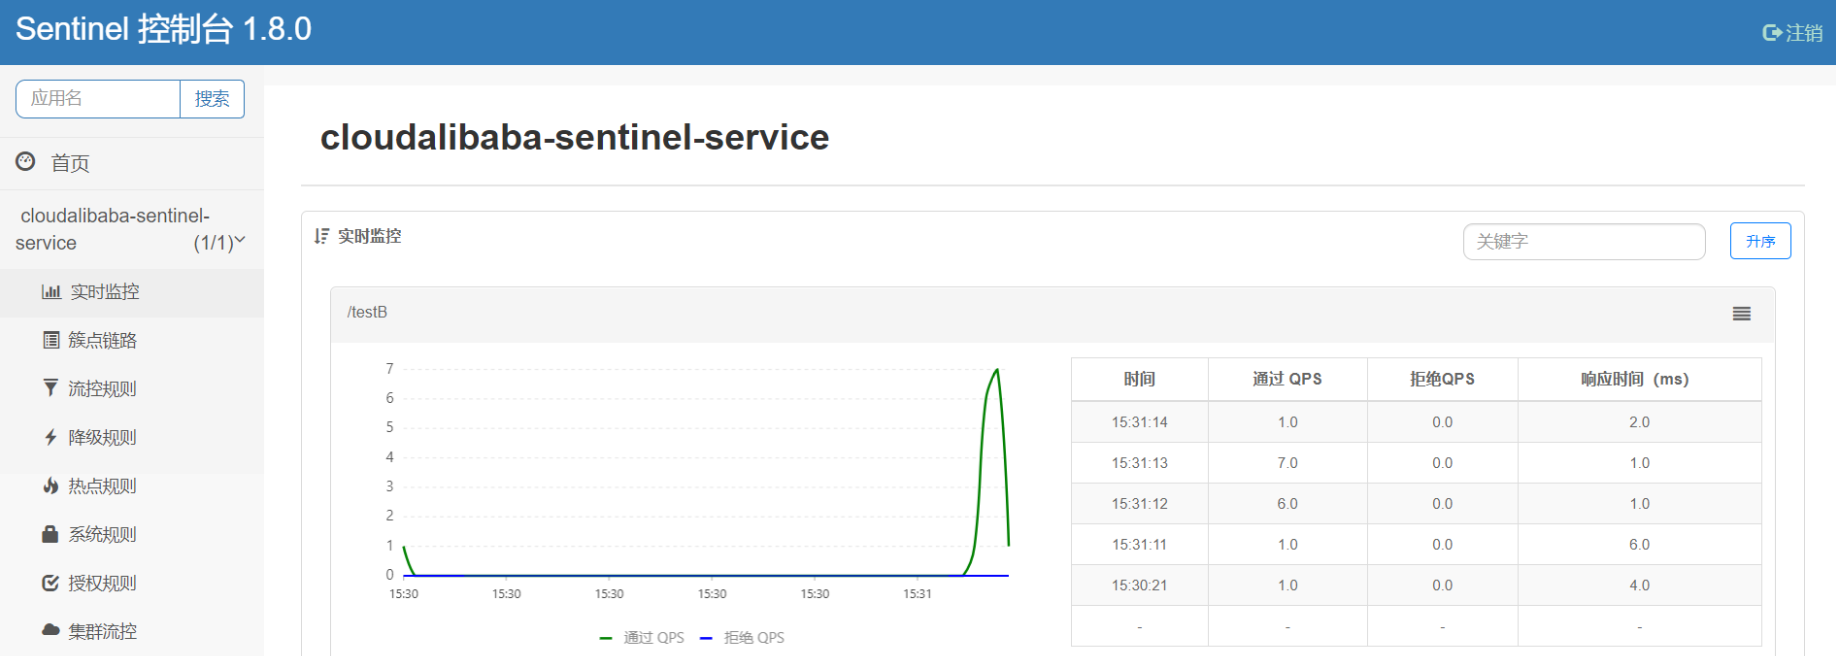 Sentinel 控制台 1.8.0
注销
应用名 搜索
首页
cloudalibaba-sentinel-
service (1/1)
实时监控
簇点链路
流控规则
降级规则
热点规则
系统规则
授权规则
集群流控
cloudalibaba-sentinel-service
实时监控 关键字 升序
/testB
7
6
5
4
3
2
1
0
15:30 15:30 15:30 15:30 15:30 15:31
通过 QPS 拒绝 QPS
时间 通过 QPS 拒绝QPS 响应时间（ms）
15:31:14 1.0 0.0 2.0
15:31:13 7.0 0.0 1.0
15:31:12 6.0 0.0 1.0
15:31:11 1.0 0.0 6.0
15:30:21 1.0 0.0 4.0
- - - -